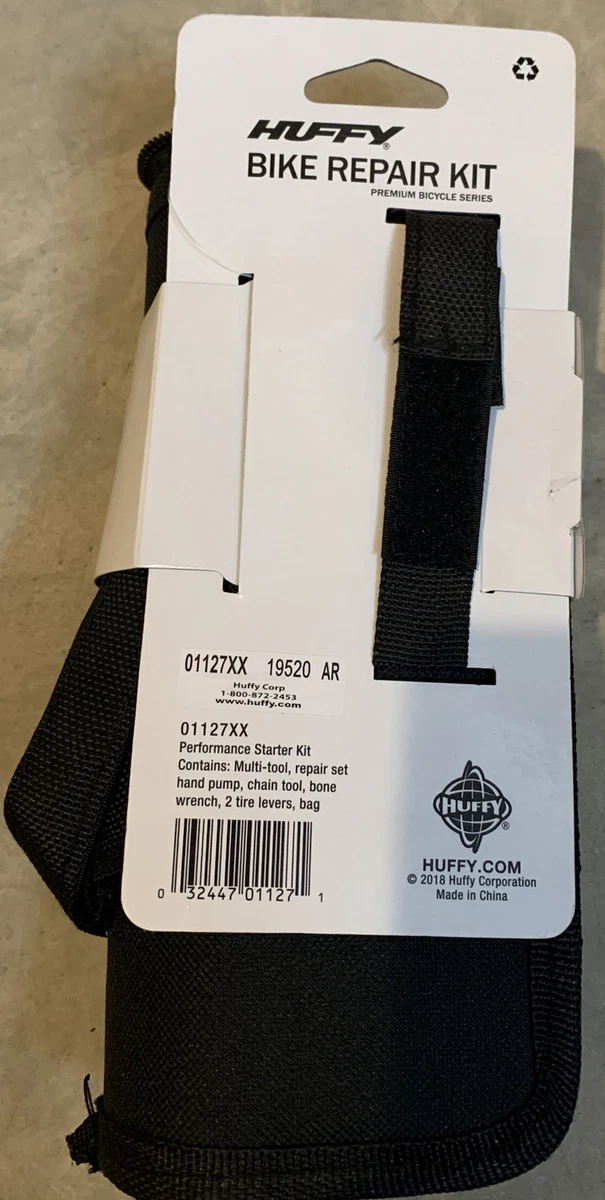 HUFFY®
BIKE REPAIR KIT
PREMIUM BICYCLE SERIES
01127XX 19520 AR
Huffy Corp
1-800-872-2453
www.huffy.com
01127XX
Performance Starter Kit
Contains: Multi-tool, repair set
hand pump, chain tool, bone
wrench, 2 tire levers, bag
0 32447 01127 1
HUFFY®
HUFFY.COM
© 2018 Huffy Corporation
Made in China